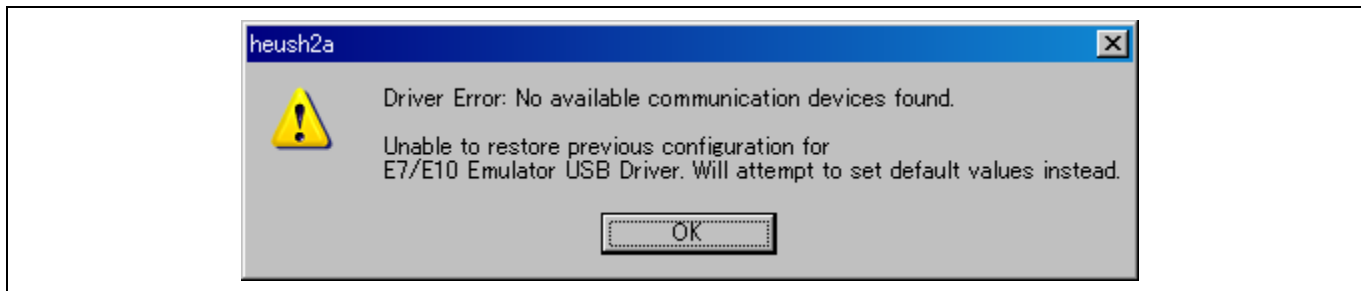 heush2a
Driver Error: No available communication devices found.
Unable to restore previous configuration for
E7/E10 Emulator USB Driver. Will attempt to set default values instead.
OK